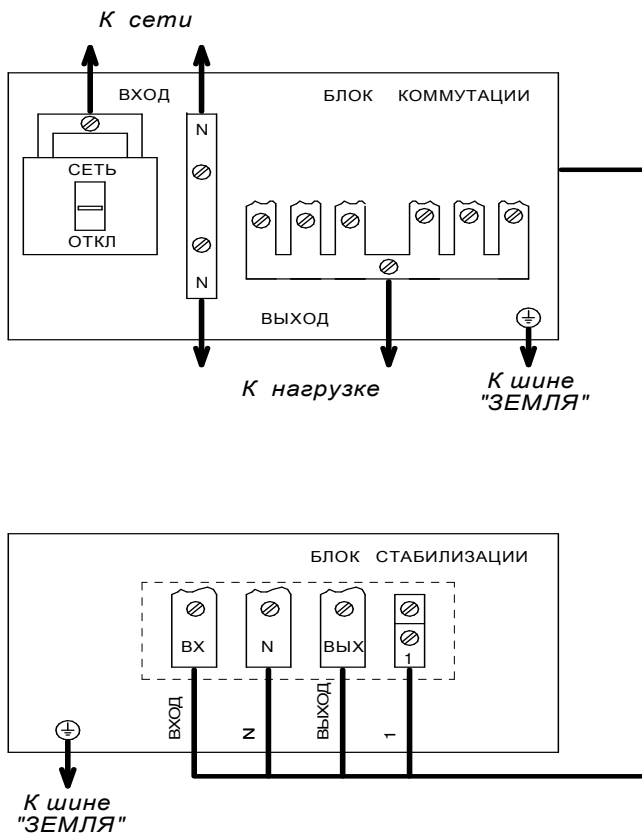 К сети
ВХОД
БЛОК КОММУТАЦИИ
N
СЕТЬ
ОТКЛ
N
ВЫХОД
К нагрузке
К шине
"ЗЕМЛЯ"
БЛОК СТАБИЛИЗАЦИИ
ВХ
N
ВЫХ
1
ВХОД
N
ВЫХОД
1
К шине
"ЗЕМЛЯ"